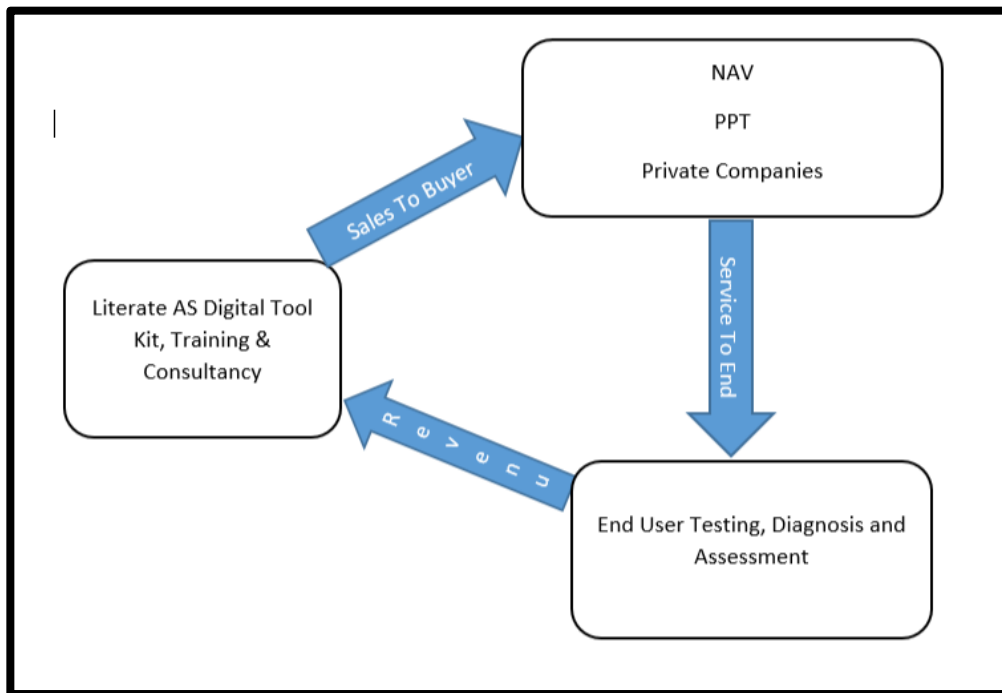 NAV
PPT
Private Companies
Sales To Buyer
Literate AS Digital Tool
Kit, Training &
Consultancy
Service To End
R e v e n u
End User Testing, Diagnosis and
Assessment